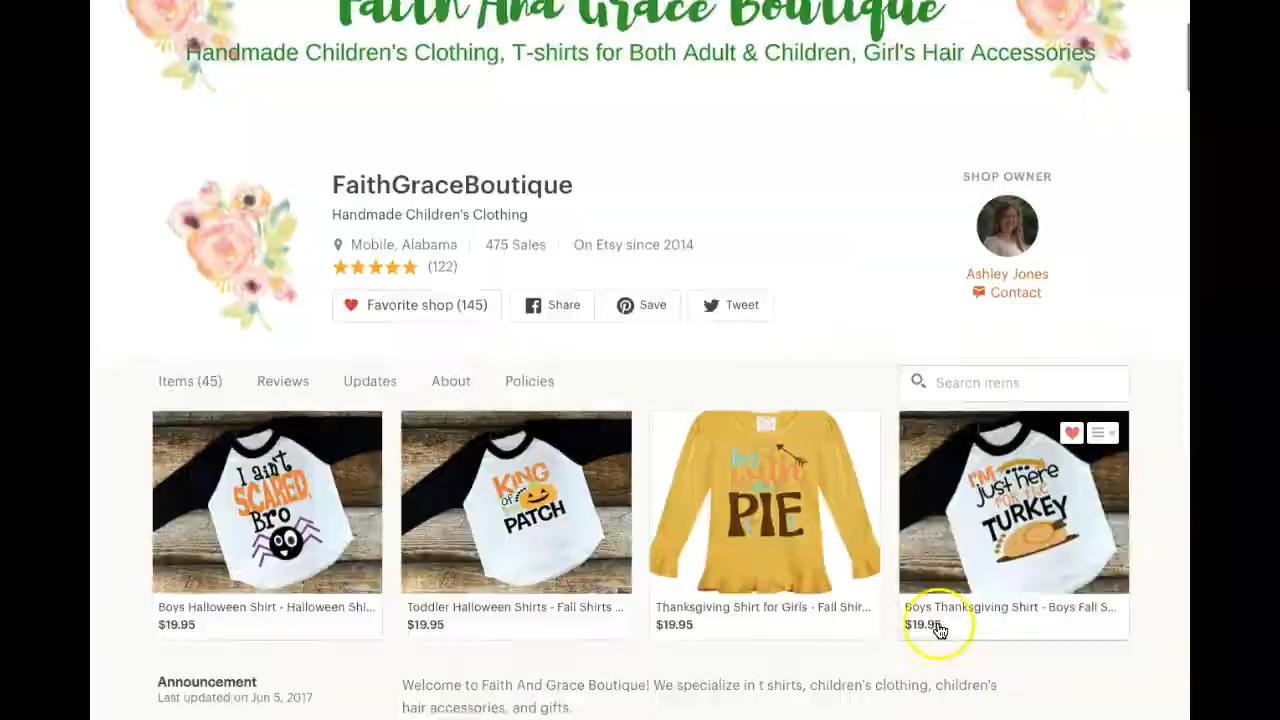 Faith And Grace Boutique
Handmade Children's Clothing, T-shirts for Both Adult & Children, Girl's Hair Accessories
FaithGraceBoutique
Handmade Children's Clothing
Mobile, Alabama
475 Sales
On Etsy since 2014
(122)
Favorite shop (145)
Share
Save
Tweet
SHOP OWNER
Ashley Jones
Contact
Items (45)
Reviews
Updates
About
Policies
Search items
I ain't
SCARED
BRO
KING
of
PATCH
PIE
I'M
just here
FOR THE
TURKEY
Boys Halloween Shirt - Halloween Shi...
$19.95
Toddler Halloween Shirts - Fall Shirts ...
$19.95
Thanksgiving Shirt for Girls - Fall Shir...
$19.95
Boys Thanksgiving Shirt - Boys Fall S...
$19.95
Announcement
Last updated on Jun 5, 2017
Welcome to Faith And Grace Boutique! We specialize in t shirts, children's clothing, children's
hair accessories, and gifts.